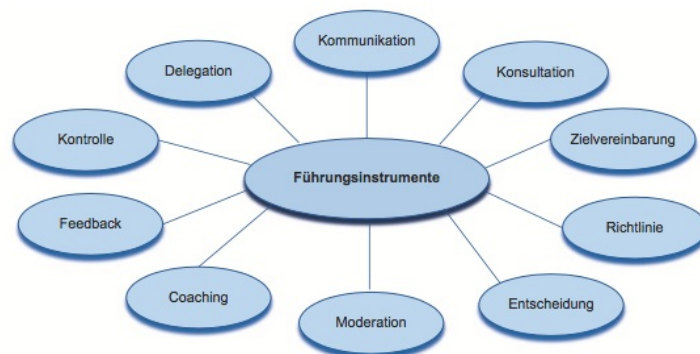 Kommunikation
Delegation
Konsultation
Kontrolle
Zielvereinbarung
Führungsinstrumente
Feedback
Richtlinie
Coaching
Entscheidung
Moderation